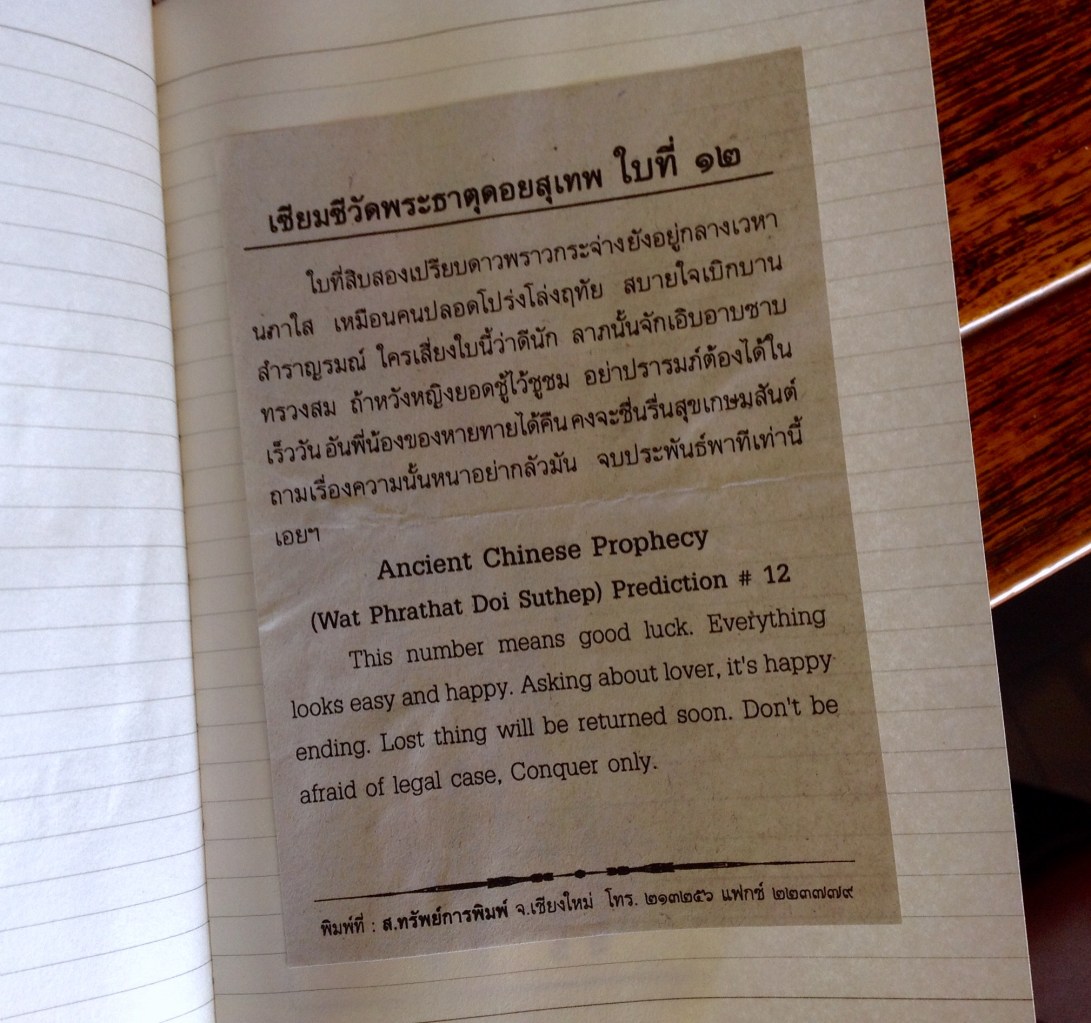 เซียมซีวัดพระธาตุดอยสุเทพ ใบที่ ๑๒
ใบที่สิบสองเปรียบดาวพราวกระจ่างยังอยู่กลางเวหา
นภาใส เหมือนคนปลอดโปร่งโล่งฤทัย สบายใจเบิกบาน
สำราญรมณ์ ใครเสี่ยงใบนี้ว่าดีนัก ลาภนั้นจักเอิบอาบซาบ
ทรวงสม ถ้าหวังหญิงยอดชู้ไว้ชูชม อย่าปรารมภ์ต้องได้ใน
เร็ววัน อันพี่น้องของหายทายได้คืน คงจะชื่นรื่นสุขเกษมสันต์
ถามเรื่องความนั้นหนาอย่ากลัวมัน จบประพันธ์พาทีเท่านี้
เอยฯ
Ancient Chinese Prophecy
(Wat Phrathat Doi Suthep) Prediction # 12
This number means good luck. Everything
looks easy and happy. Asking about lover, it's happy
ending. Lost thing will be returned soon. Don't be
afraid of legal case, Conquer only.
พิมพ์ที่ : ส.ทรัพย์การพิมพ์ จ.เชียงใหม่ โทร. ๒๑๓๒๕๖ แฟกซ์ ๒๒๓๗๗๙